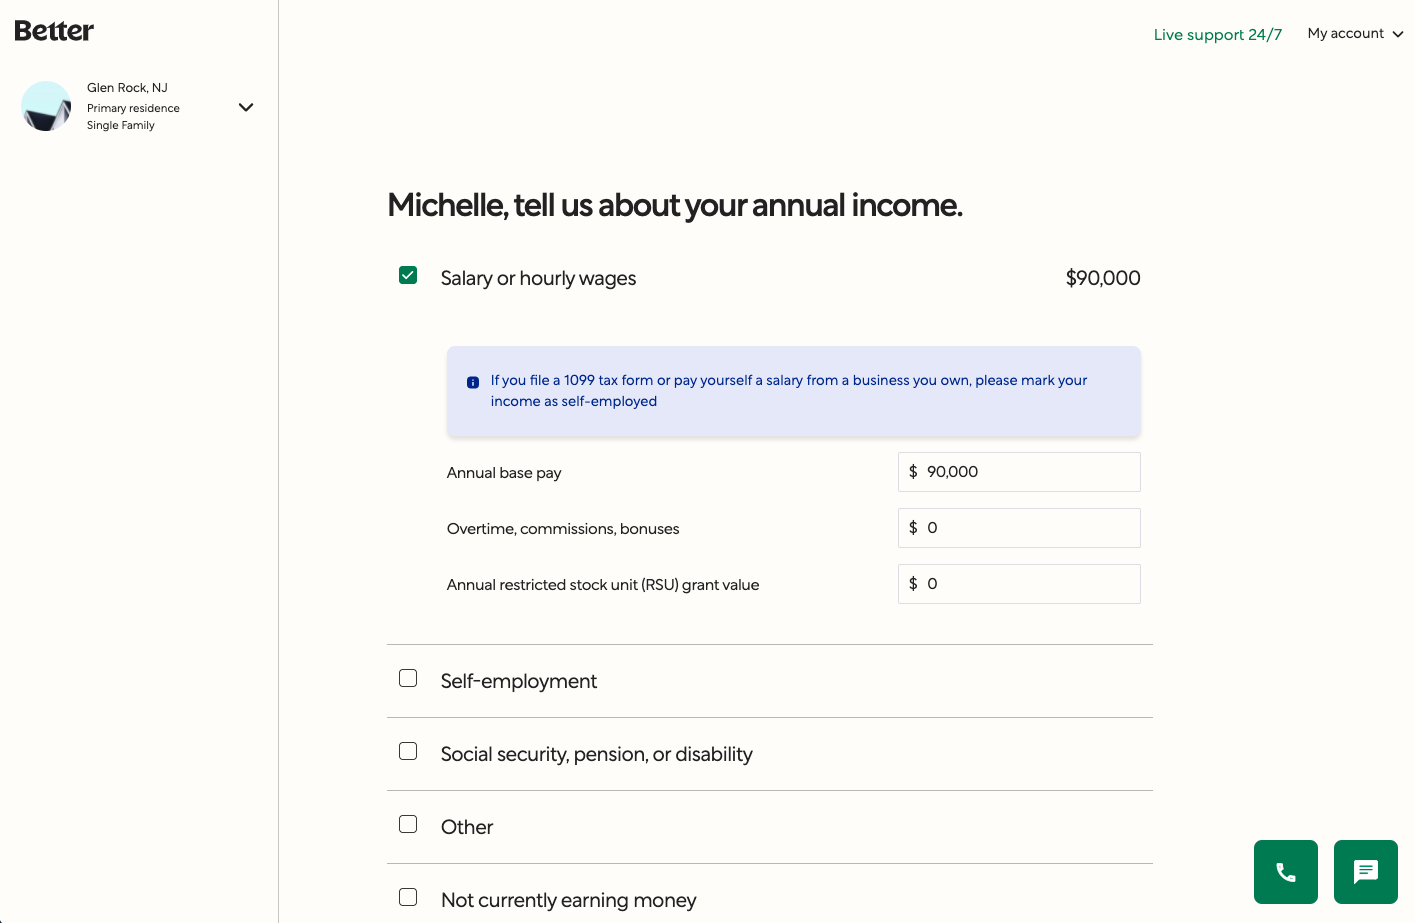 Better
Live support 24/7
My account
Glen Rock, NJ
Primary residence
Single Family
Michelle, tell us about your annual income.
Salary or hourly wages
$90,000
If you file a 1099 tax form or pay yourself a salary from a business you own, please mark your
income as self-employed
Annual base pay
$ 90,000
Overtime, commissions, bonuses
$ 0
Annual restricted stock unit (RSU) grant value
$ 0
Self-employment
Social security, pension, or disability
Other
Not currently earning money